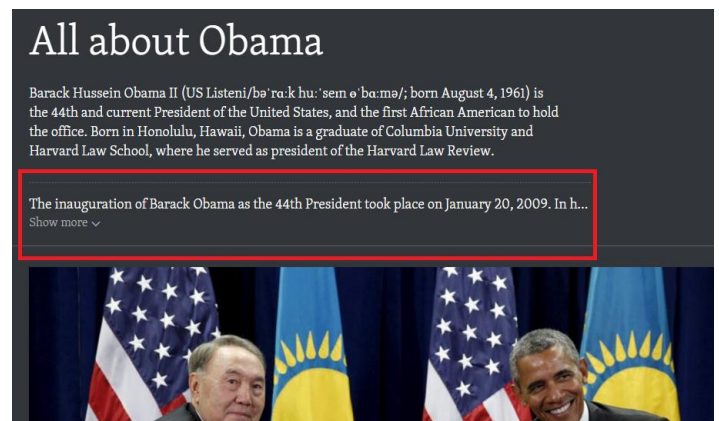 All about Obama
Barack Hussein Obama II (US Listeni/bəˈrɑːk huːˈseɪn ɵˈbɑːmə/; born August 4, 1961) is
the 44th and current President of the United States, and the first African American to hold
the office. Born in Honolulu, Hawaii, Obama is a graduate of Columbia University and
Harvard Law School, where he served as president of the Harvard Law Review.
The inauguration of Barack Obama as the 44th President took place on January 20, 2009. In h...
Show more